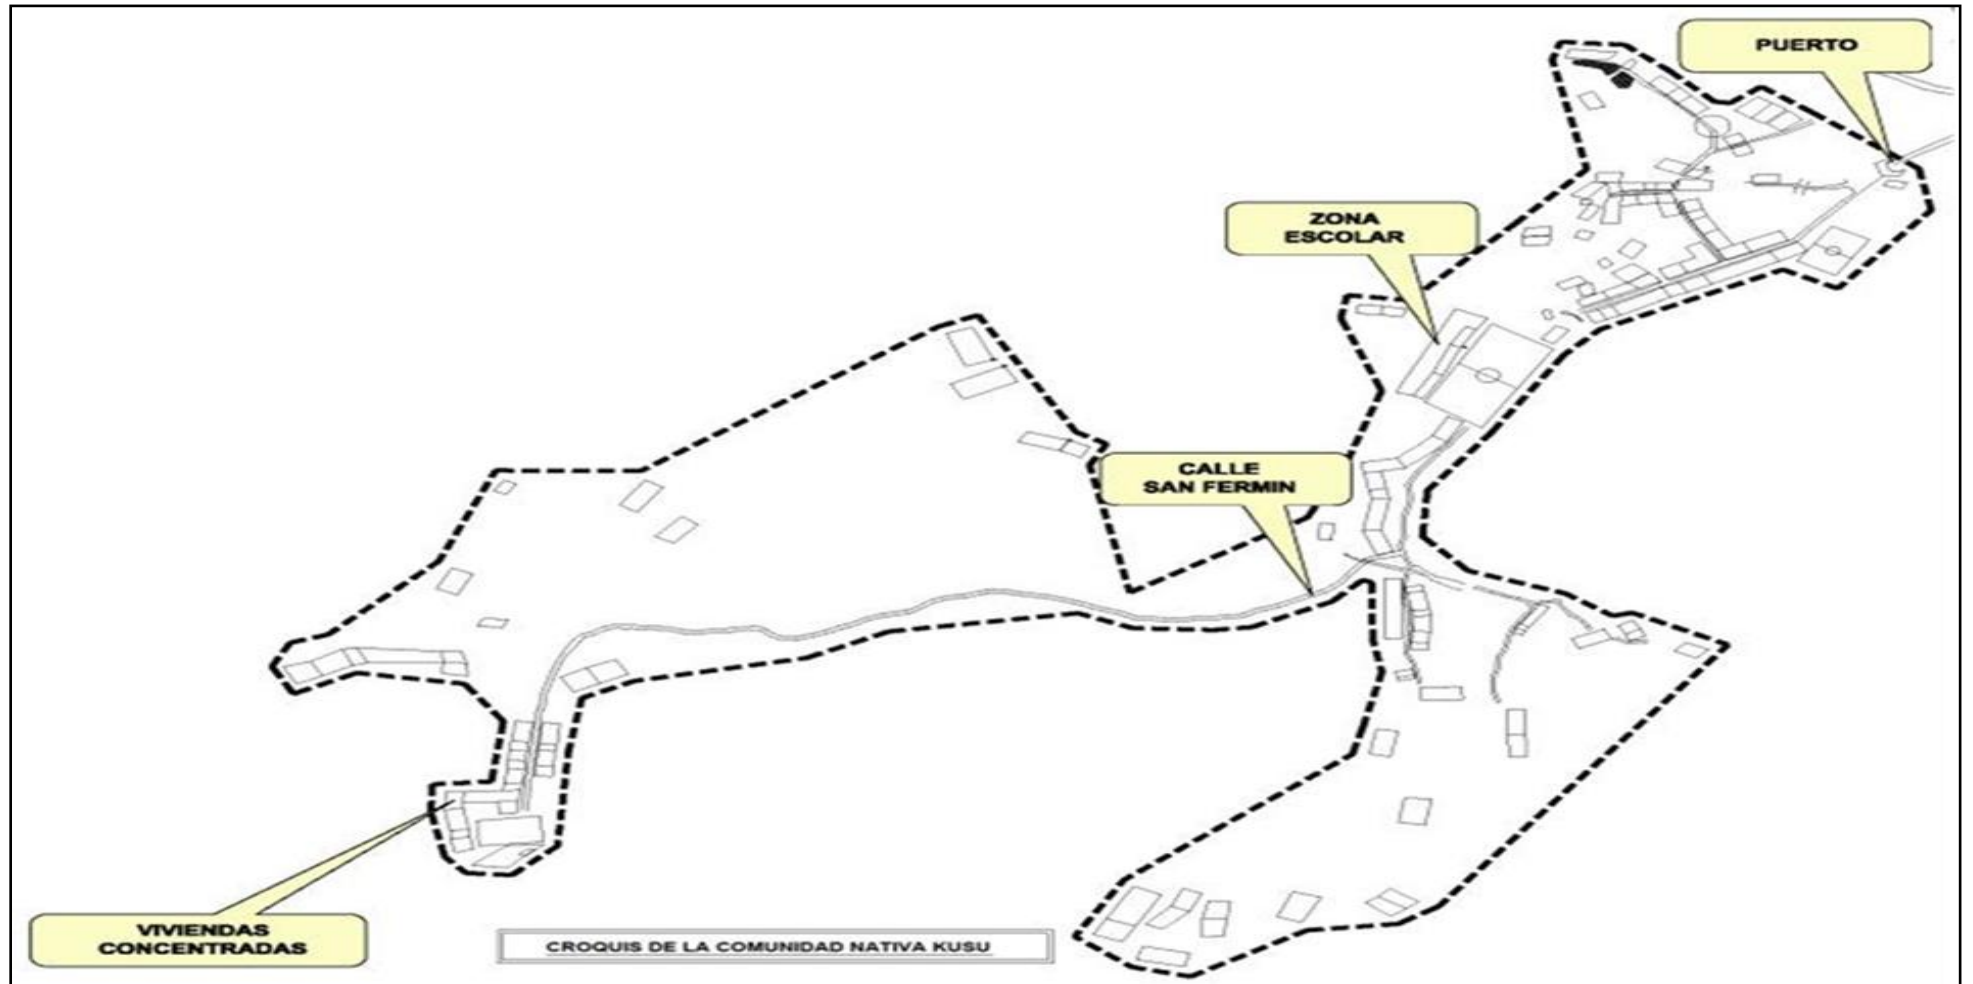 PUERTO
ZONA
ESCOLAR
CALLE
SAN FERMIN
VIVIENDAS
CONCENTRADAS
CROQUIS DE LA COMUNIDAD NATIVA KUSU